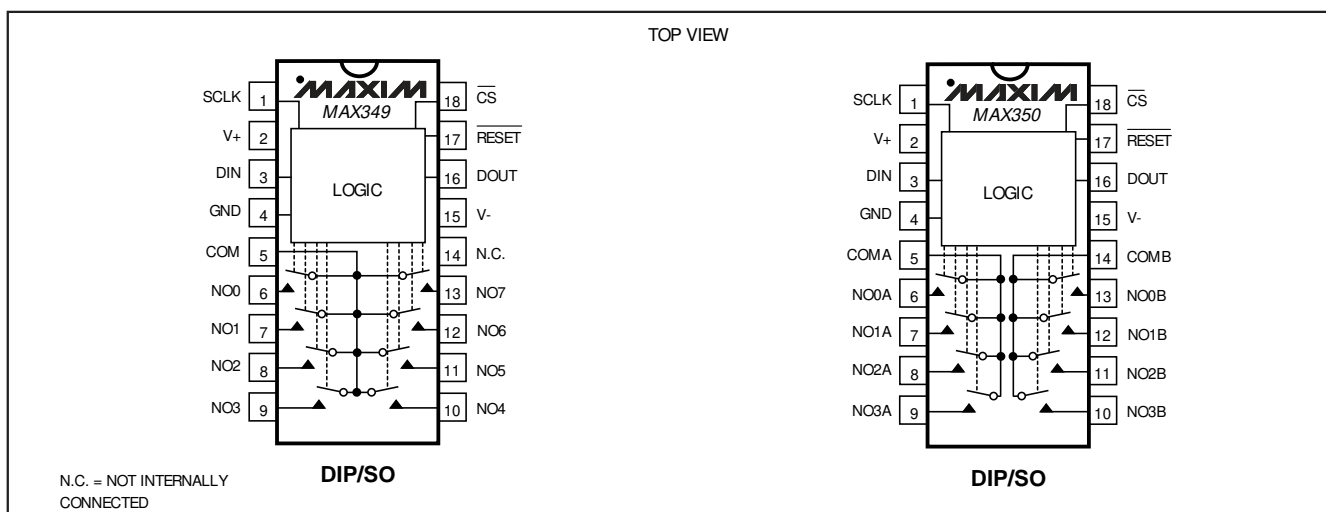 TOP VIEW
MAXIM
MAX349
SCLK 1
18 CS
V+ 2
17 RESET
DIN 3
16 DOUT
GND 4
15 V-
LOGIC
COM 5
14 N.C.
NO0 6
13 NO7
NO1 7
12 NO6
NO2 8
11 NO5
NO3 9
10 NO4
DIP/SO
N.C. = NOT INTERNALLY
CONNECTED
MAXIM
MAX350
SCLK 1
18 CS
V+ 2
17 RESET
DIN 3
16 DOUT
GND 4
15 V-
LOGIC
COMA 5
14 COMB
NO0A 6
13 NO0B
NO1A 7
12 NO1B
NO2A 8
11 NO2B
NO3A 9
10 NO3B
DIP/SO